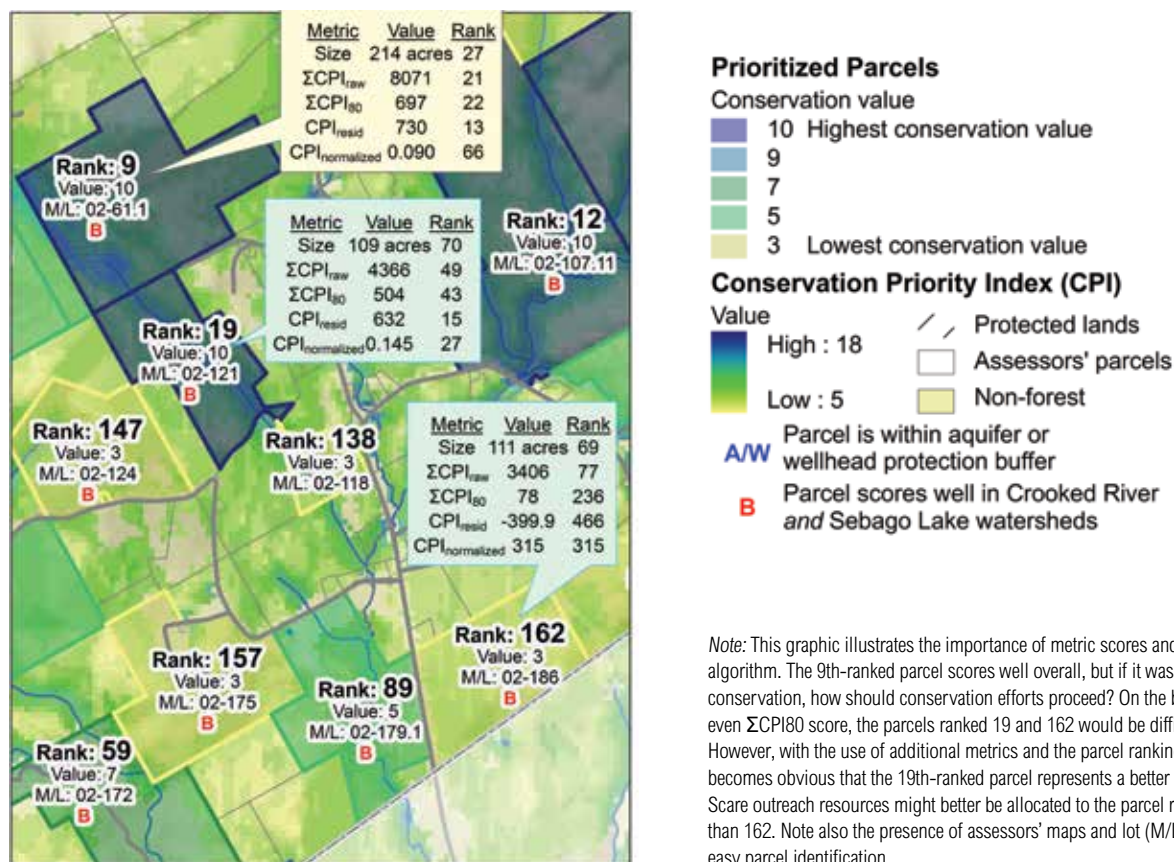 Metric Value Rank
Size 214 acres 27
ΣCPIraw 8071 21
ΣCPI80 697 22
CPIresid 730 13
CPInormalized 0.090 66
Rank: 9
Value: 10
M/L: 02-61.1
B
Metric Value Rank
Size 109 acres 70
ΣCPIraw 4366 49
ΣCPI80 504 43
CPIresid 632 15
CPInormalized 0.145 27
Rank: 12
Value: 10
M/L: 02-107.11
B
Rank: 19
Value: 10
M/L: 02-121
B
Rank: 147
Value: 3
M/L: 02-124
B
Rank: 138
Value: 3
M/L: 02-118
Metric Value Rank
Size 111 acres 69
ΣCPIraw 3406 77
ΣCPI80 78 236
CPIresid -399.9 466
CPInormalized 315 315
Rank: 162
Value: 3
M/L: 02-186
B
Rank: 157
Value: 3
M/L: 02-175
B
Rank: 89
Value: 5
M/L: 02-179.1
B
Rank: 59
Value: 7
M/L: 02-172
B
Prioritized Parcels
Conservation value
10 Highest conservation value
9
7
5
3 Lowest conservation value
Conservation Priority Index (CPI)
Value
High : 18
Low : 5
Protected lands
Assessors' parcels
Non-forest
A/W Parcel is within aquifer or
wellhead protection buffer
B Parcel scores well in Crooked River
and Sebago Lake watersheds
Note: This graphic illustrates the importance of metric scores and
algorithm. The 9th-ranked parcel scores well overall, but if it was
conservation, how should conservation efforts proceed? On the
even ΣCPI80 score, the parcels ranked 19 and 162 would be
However, with the use of additional metrics and the parcel
becomes obvious that the 19th-ranked parcel represents a better
Scare outreach resources might better be allocated to the parcel
than 162. Note also the presence of assessors' maps and lot
easy parcel identification.